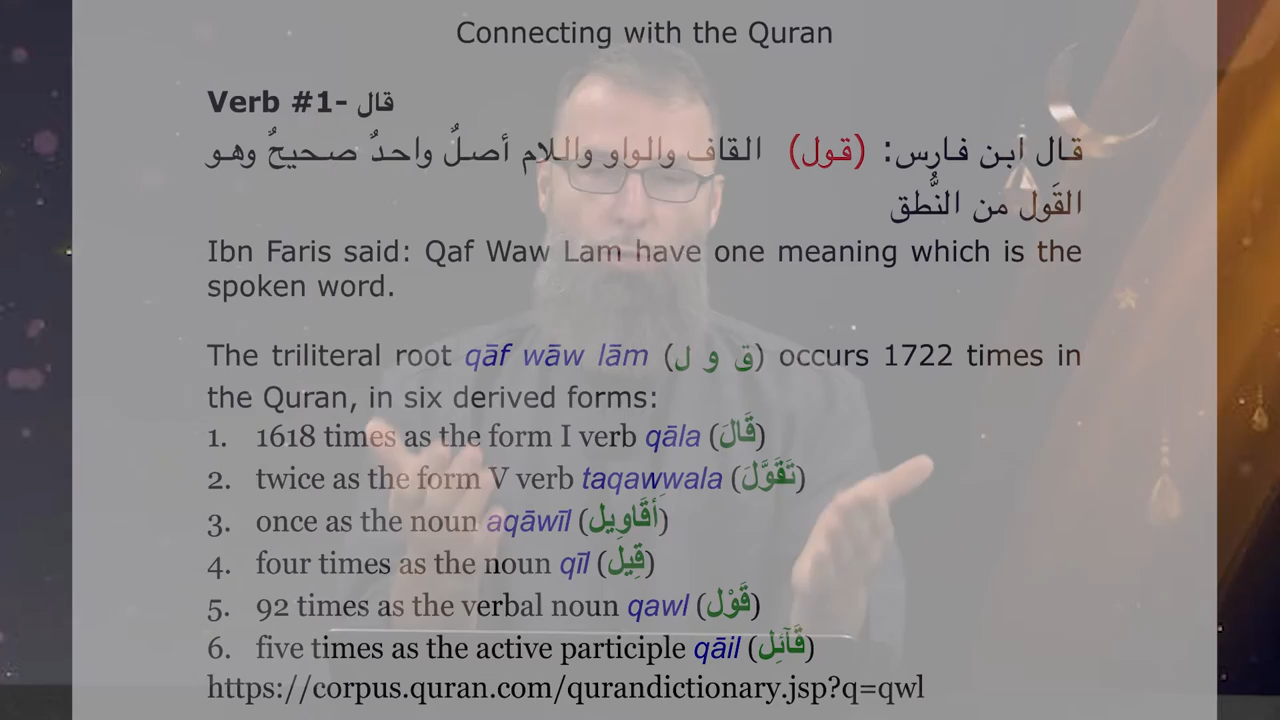 Connecting with the Quran
Verb #1- قال
قال ابن فارس: (قول) القاف والواو واللام أصلٌ واحدٌ صحيحٌ وهو
القَول من النُّطق
Ibn Faris said: Qaf Waw Lam have one meaning which is the
spoken word.
The triliteral root qāf wāw lām (ق و ل) occurs 1722 times in
the Quran, in six derived forms:
1. 1618 times as the form I verb qāla (قَالَ)
2. twice as the form V verb taqawwala (تَقَوَّلَ)
3. once as the noun aqāwīl (أَقَاوِيل)
4. four times as the noun qīl (قِيل)
5. 92 times as the verbal noun qawl (قَوْل)
6. five times as the active participle qāil (قَآئِل)
https://corpus.quran.com/qurandictionary.jsp?q=qwl